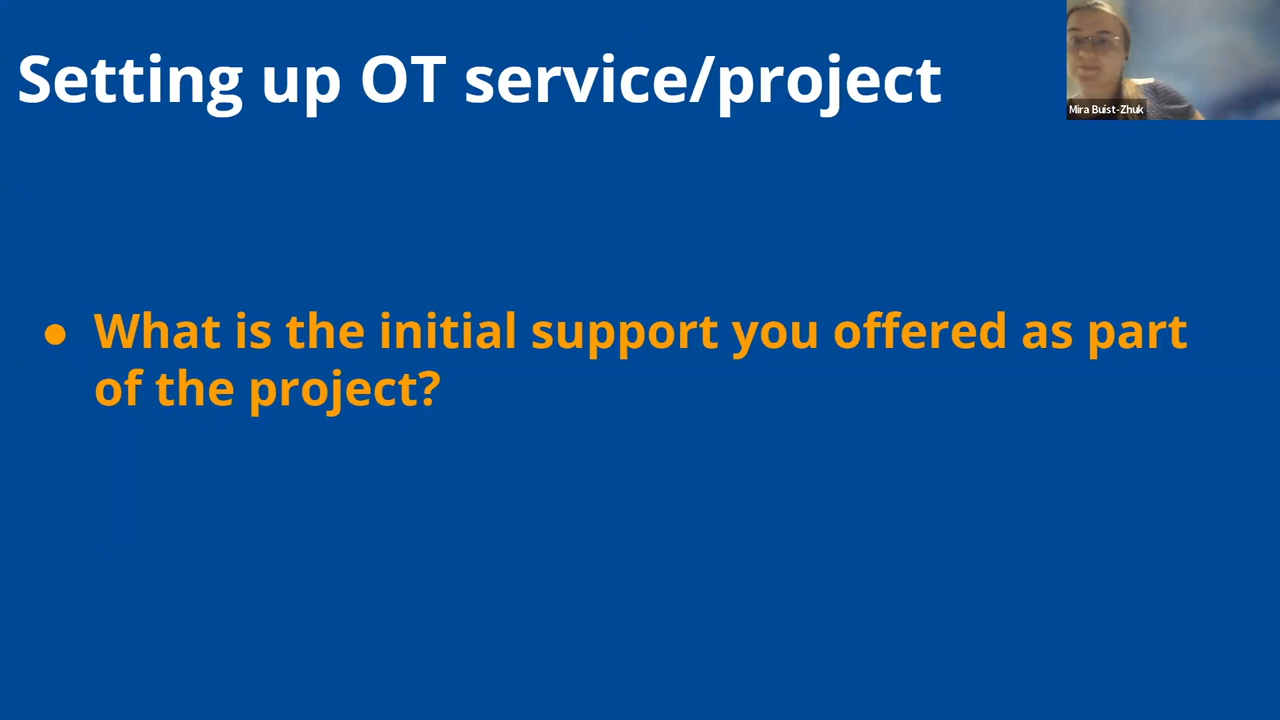 Setting up OT service/project
Mira Buist-Zhuk
● What is the initial support you offered as part
of the project?